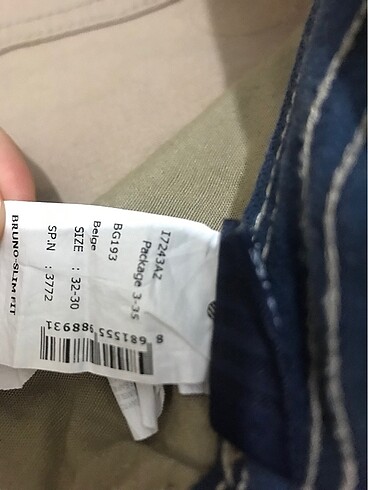 I7243AZ
Package 3-35
BG193
Beige
SIZE : 32-30
SP.N : 3772
BRUNO-SLIM FIT
8 681555 988931